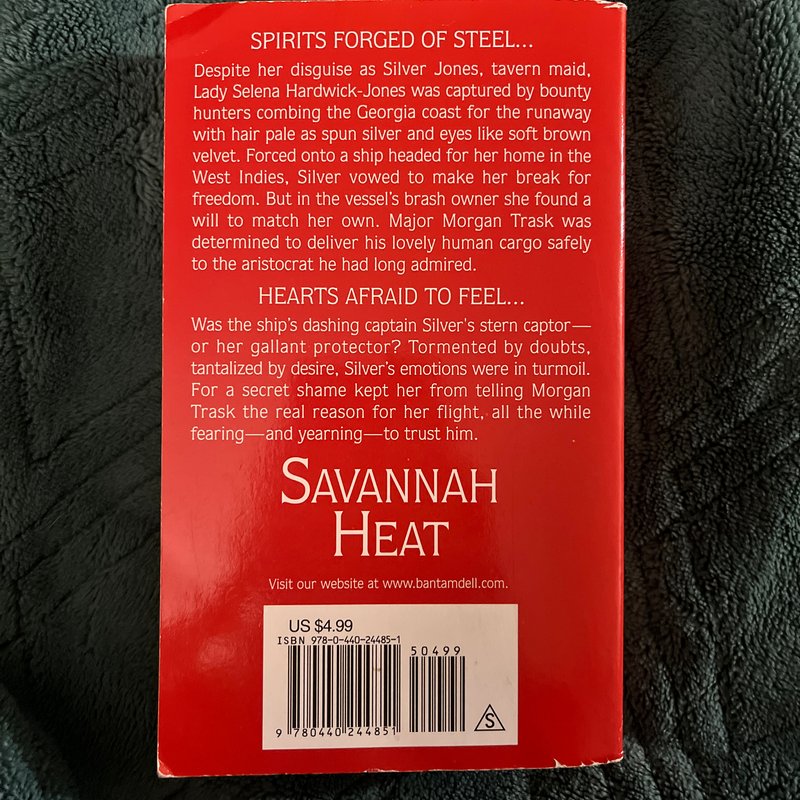 SPIRITS FORGED OF STEEL...
Despite her disguise as Silver Jones, tavern maid,
Lady Selena Hardwick-Jones was captured by bounty
hunters combing the Georgia coast for the runaway
with hair pale as spun silver and eyes like soft brown
velvet. Forced onto a ship headed for her home in the
West Indies, Silver vowed to make her break for
freedom. But in the vessel's brash owner she found a
will to match her own. Major Morgan Trask was
determined to deliver his lovely human cargo safely
to the aristocrat he had long admired.
HEARTS AFRAID TO FEEL...
Was the ship's dashing captain Silver's stern captor—
or her gallant protector? Tormented by doubts,
tantalized by desire, Silver's emotions were in turmoil.
For a secret shame kept her from telling Morgan
Trask the real reason for her flight, all the while
fearing—and yearning—to trust him.
SAVANNAH
HEAT
Visit our website at www.bantamdell.com.
US $4.99
ISBN 978-0-440-24485-1
50499
9 780440 244851
S